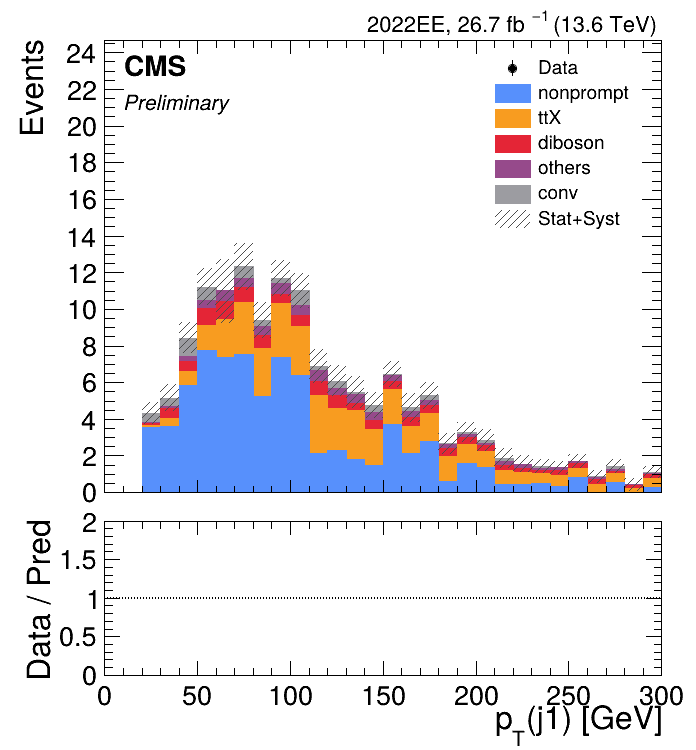 2022EE, 26.7 fb⁻¹ (13.6 TeV)
CMS
Preliminary
Events
24
22
20
18
16
14
12
10
8
6
4
2
0
Data
nonprompt
ttX
diboson
others
conv
Stat+Syst
Data / Pred
2
1.5
1
0.5
0
0 50 100 150 200 250 300
p_T(j1) [GeV]